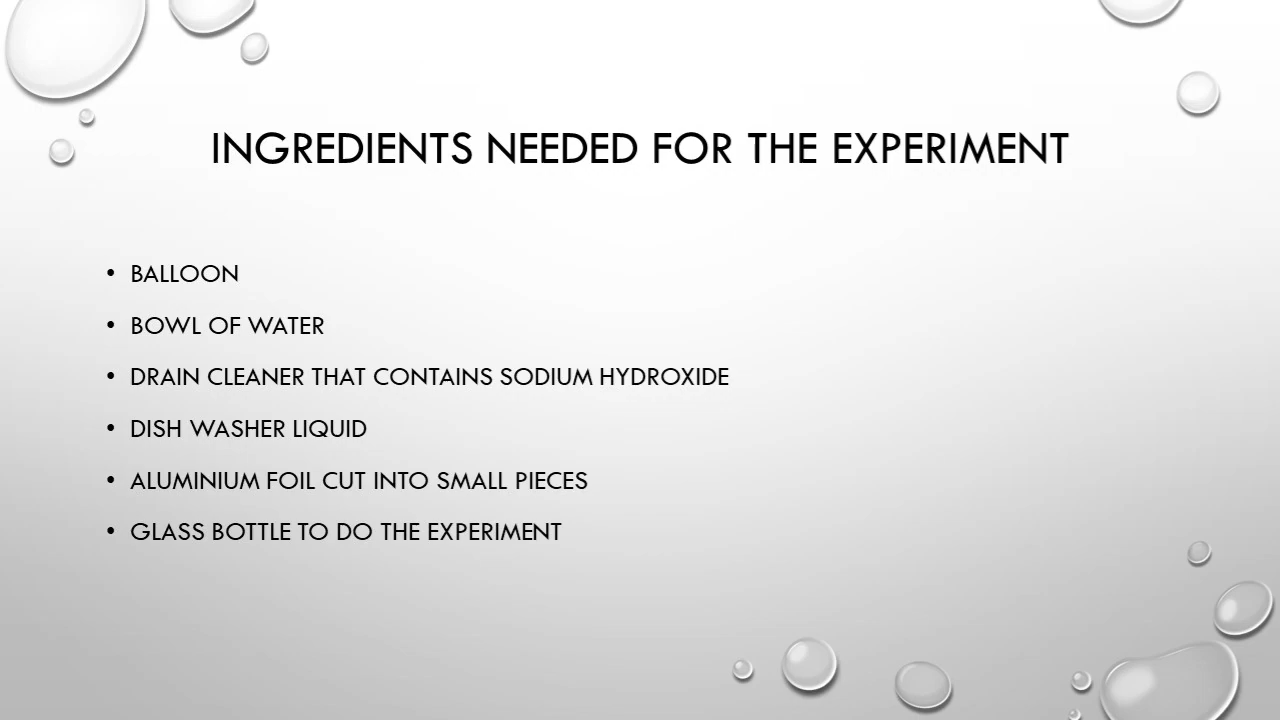 INGREDIENTS NEEDED FOR THE EXPERIMENT
• BALLOON
• BOWL OF WATER
• DRAIN CLEANER THAT CONTAINS SODIUM HYDROXIDE
• DISH WASHER LIQUID
• ALUMINIUM FOIL CUT INTO SMALL PIECES
• GLASS BOTTLE TO DO THE EXPERIMENT